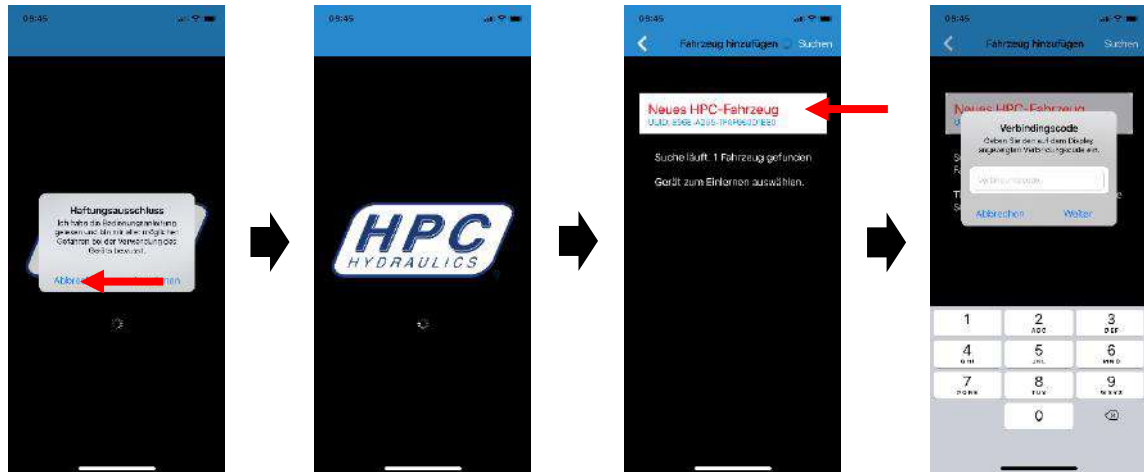 09:45
Haftungsausschluss
Ich habe die Bedienungsanleitung
gelesen und bin mir aller möglichen
Gefahren bei der Verwendung des
Geräts bewusst.
09:45
HPC
HYDRAULICS
09:45
Fahrzeug hinzufügen
Suchen
Neues HPC-Fahrzeug
UUID:
Suche läuft. 1 Fahrzeug gefunden
Gerät zum Einlernen auswählen.
09:45
Fahrzeug hinzufügen
Suchen
Neues HPC-Fahrzeug
Verbindingscode
Geben Sie den auf dem Display
angezeigten Verbindungscode ein.
Verbindungscode
Abbrechen
Weiter
1
2
ABC
3
DEF
4
GHI
5
JKL
6
MNO
7
PQRS
8
TUV
9
WXYZ
0